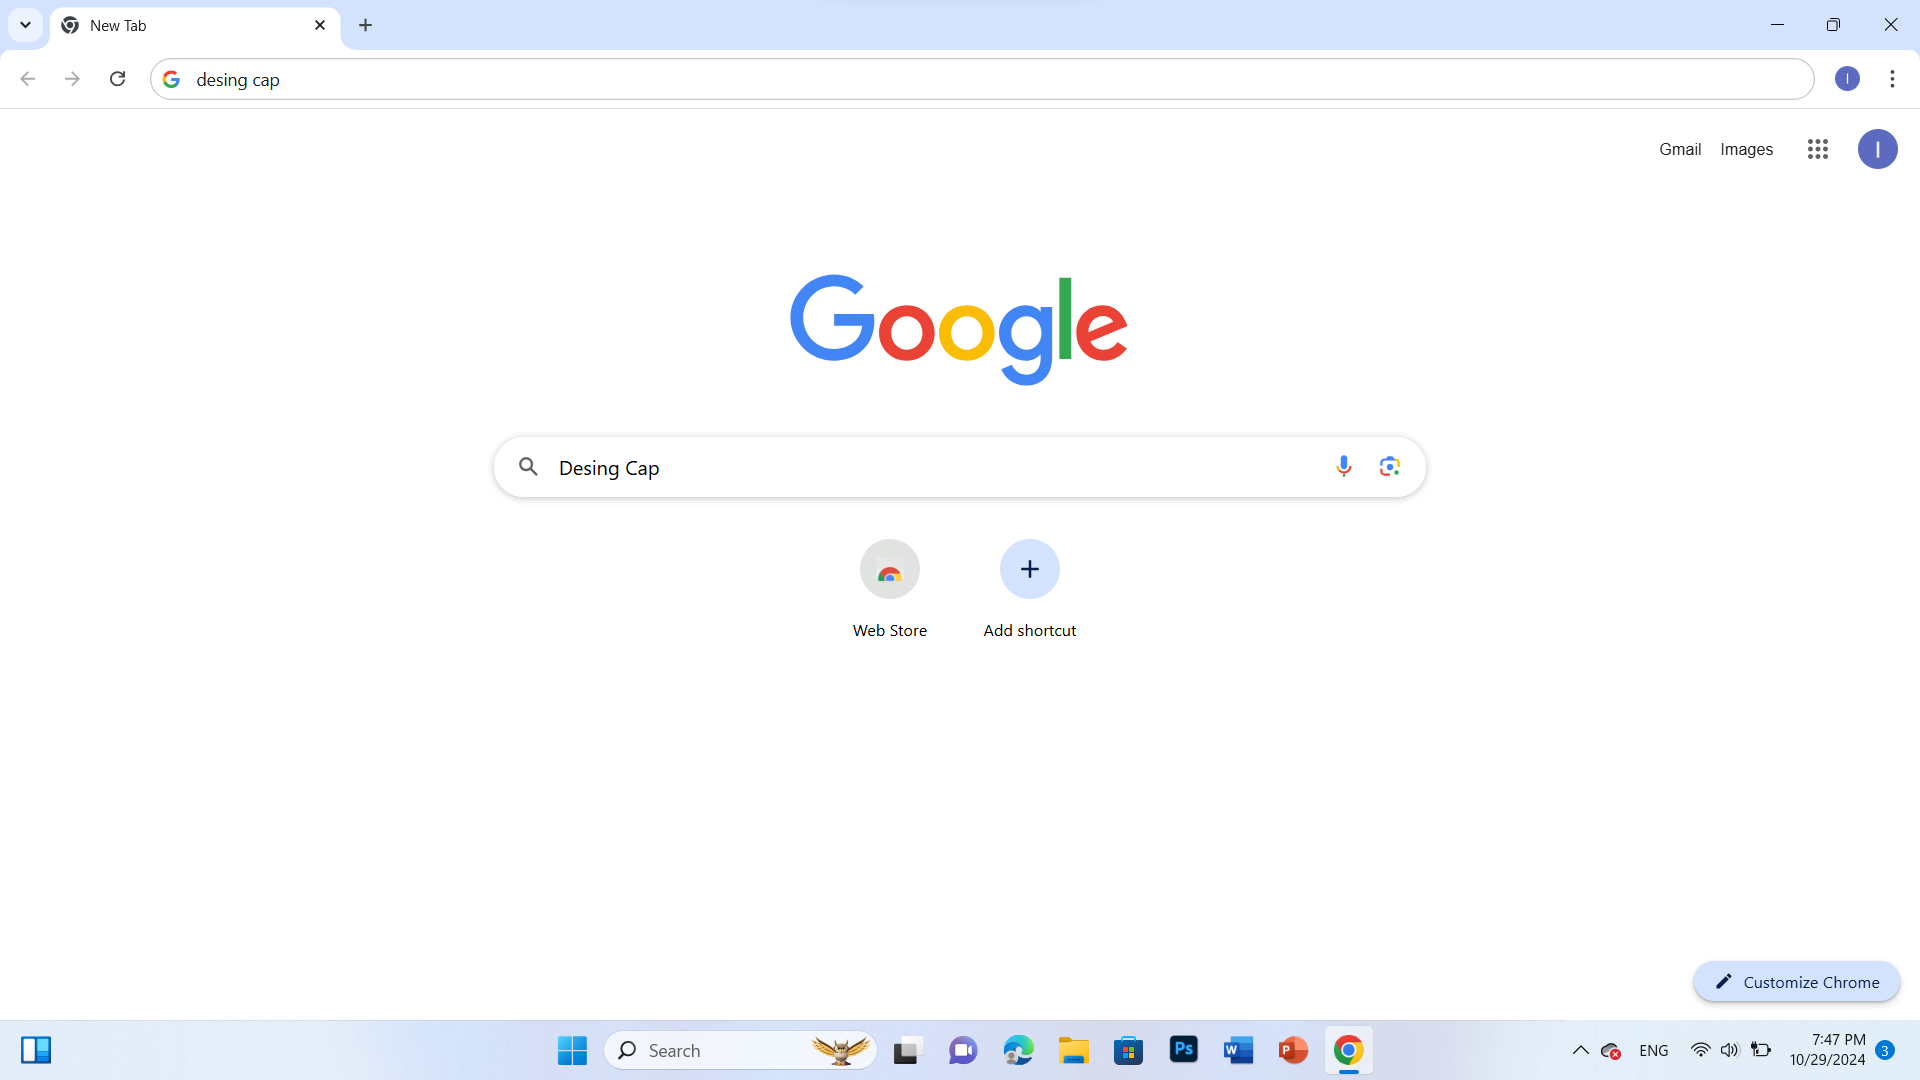 New Tab
desing cap
Gmail Images
I
I
Google
Desing Cap
Web Store Add shortcut
Customize Chrome
Search
Ps
W
P
ENG
7:47 PM
10/29/2024
3